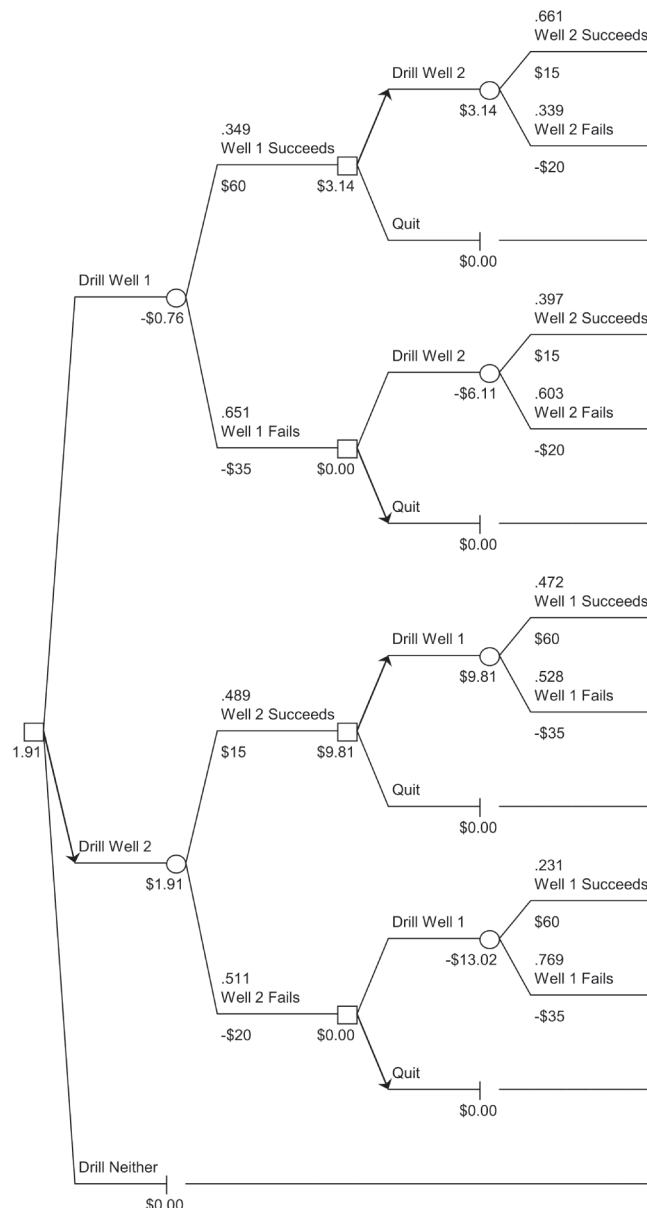 .661
Well 2 Succeeds
Drill Well 2
$15
$3.14
.339
Well 2 Fails
.349
Well 1 Succeeds
$60
$3.14
-$20
Quit
$0.00
Drill Well 1
-$0.76
.397
Well 2 Succeeds
Drill Well 2
$15
-$6.11
.603
Well 2 Fails
.651
Well 1 Fails
-$35
$0.00
-$20
Quit
$0.00
.472
Well 1 Succeeds
Drill Well 1
$60
$9.81
.528
Well 1 Fails
.489
Well 2 Succeeds
$15
$9.81
-$35
1.91
Quit
$0.00
Drill Well 2
$1.91
.231
Well 1 Succeeds
Drill Well 1
$60
-$13.02
.769
Well 1 Fails
.511
Well 2 Fails
-$20
$0.00
-$35
Quit
$0.00
Drill Neither
$0.00